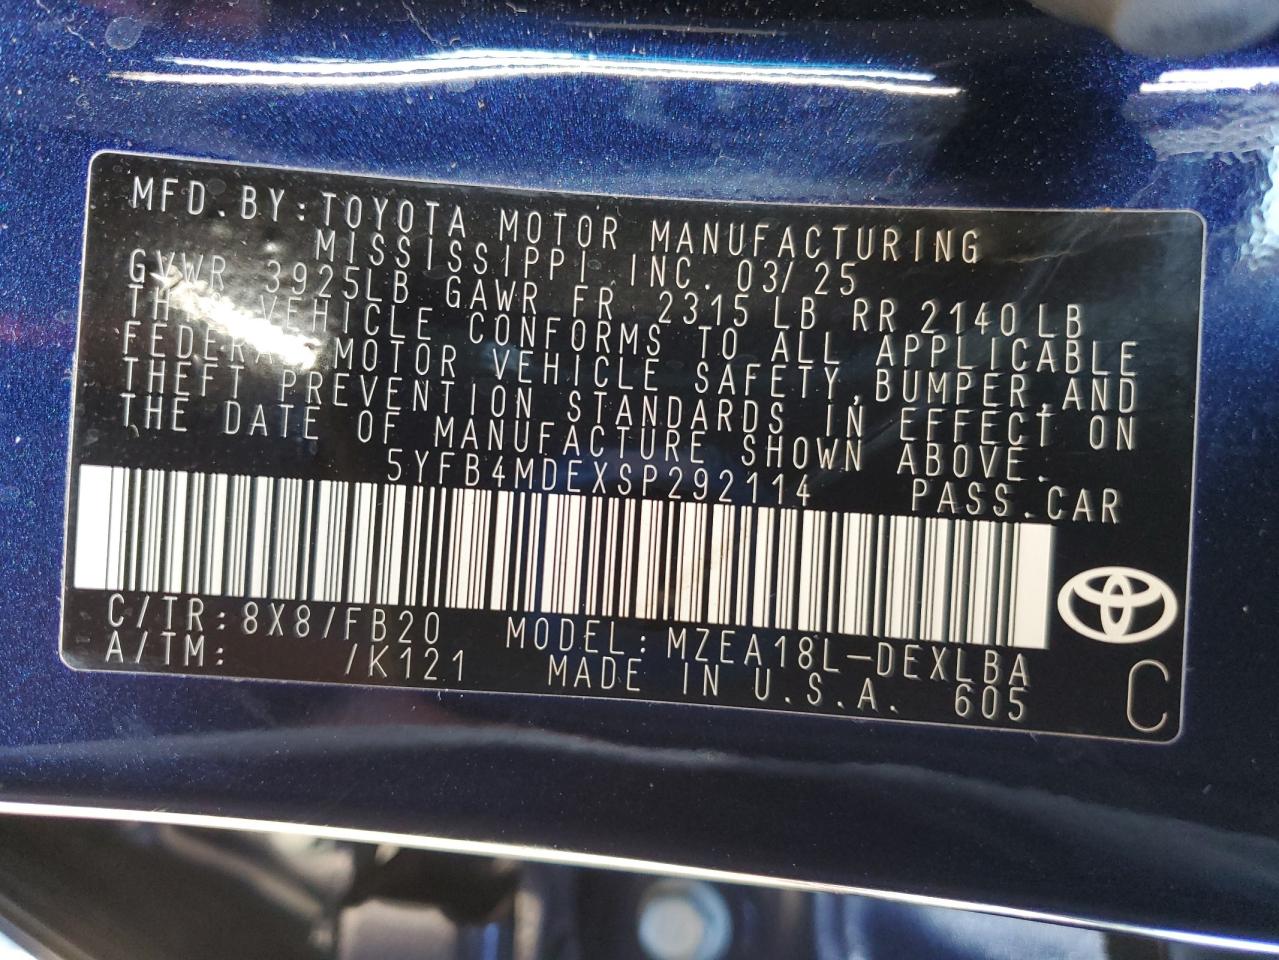 MFD.BY:TOYOTA MOTOR MANUFACTURING
MISSISSIPPI INC. 03/25
GVWR 3925LB GAWR FR 2315 LB RR 2140LB
THIS VEHICLE CONFORMS TO ALL APPLICABLE
FEDERAL MOTOR VEHICLE SAFETY,BUMPER,AND
THEFT PREVENTION STANDARDS IN EFFECT ON
THE DATE OF MANUFACTURE SHOWN ABOVE.
5YFB4MDEXSP292114 PASS.CAR
C/TR:8X8/FB20 MODEL:MZEA18L-DEXLBA
A/TM: /K121 MADE IN U.S.A. 605
C